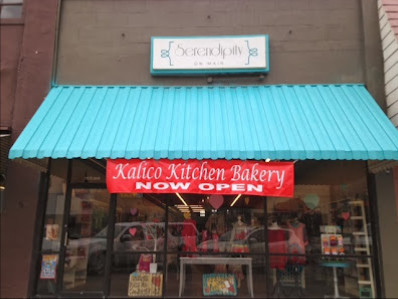 Serendipity
ON MAIN
Kalico Kitchen Bakery
NOW OPEN